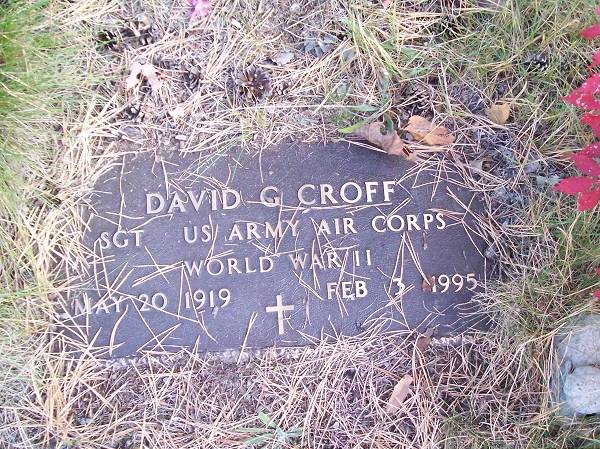 DAVID G CROFF
SGT US ARMY AIR CORPS
WORLD WAR II
MAY 20 1919 FEB 3 1995